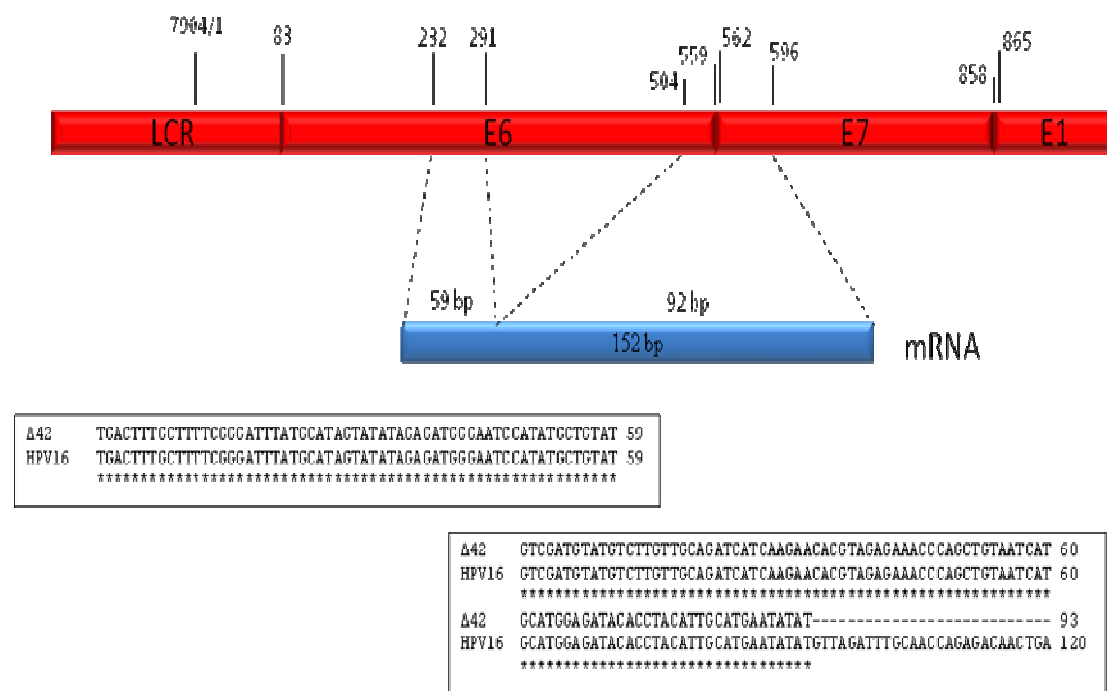 7904/1 83 232 291 504 559 562 596 858 865
LCR E6 E7 E1
59 bp 92 bp
152 bp mRNA
Δ42 TGACTTTGCTTTTCGGGATTTATGCATAGTATATAGAGATGGGAATCCATATGCTGTAT 59
HPV16 TGACTTTGCTTTTCGGGATTTATGCATAGTATATAGAGATGGGAATCCATATGCTGTAT 59
***********************************************************
Δ42 GTCGATGTATGTCTTGTTGCAGATCATCAAGAACACGTAGAGAAACCCAGCTGTAATCAT 60
HPV16 GTCGATGTATGTCTTGTTGCAGATCATCAAGAACACGTAGAGAAACCCAGCTGTAATCAT 60
************************************************************
Δ42 GCATGGAGATACACCTACATTGCATGAATATAT--------------------------- 93
HPV16 GCATGGAGATACACCTACATTGCATGAATATATGTTAGATTTGCAACCAGAGACAACTGA 120
*********************************